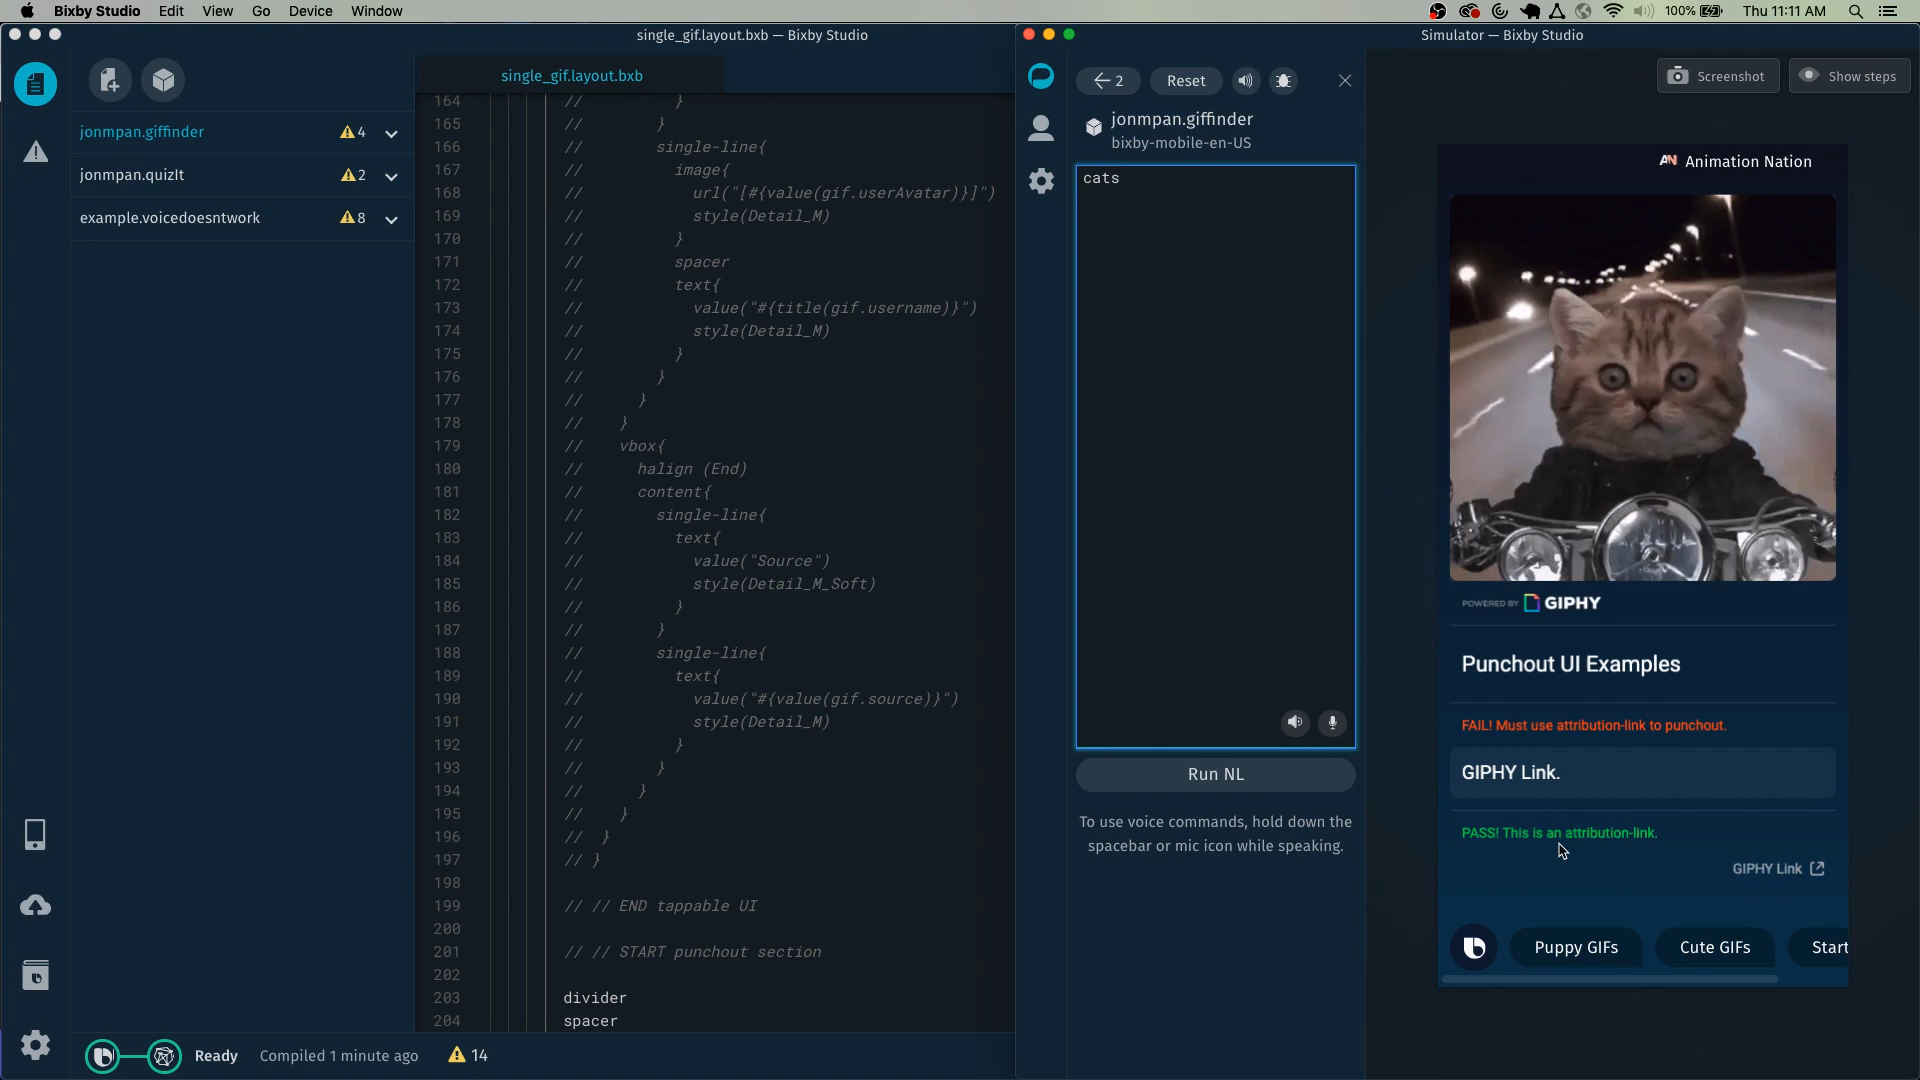 Bixby Studio Edit View Go Device Window
100% Thu 11:11 AM
single_gif.layout.bxb — Bixby Studio
Simulator — Bixby Studio
jonmpan.giffinder 4
jonmpan.quizIt 2
example.voicedoesntwork 8
single_gif.layout.bxb
164 // }
165 // }
166 // single-line{
167 // image{
168 // url("[#{value(gif.userAvatar)}]")
169 // style(Detail_M)
170 // }
171 // spacer
172 // text{
173 // value("#{title(gif.username)}")
174 // style(Detail_M)
175 // }
176 // }
177 // }
178 // }
179 // vbox{
180 // halign (End)
181 // content{
182 // single-line{
183 // text{
184 // value("Source")
185 // style(Detail_M_Soft)
186 // }
187 // }
188 // single-line{
189 // text{
190 // value("#{value(gif.source)}")
191 // style(Detail_M)
192 // }
193 // }
194 // }
195 // }
196 // }
197 // }
198
199 // // END tappable UI
200
201 // // START punchout section
202
203 divider
204 spacer
Ready Compiled 1 minute ago 14
2 Reset
jonmpan.giffinder
bixby-mobile-en-US
cats
Run NL
To use voice commands, hold down the
spacebar or mic icon while speaking.
Screenshot Show steps
AN Animation Nation
POWERED BY GIPHY
Punchout UI Examples
FAIL! Must use attribution-link to punchout.
GIPHY Link.
PASS! This is an attribution-link.
GIPHY Link
Puppy GIFs Cute GIFs Start